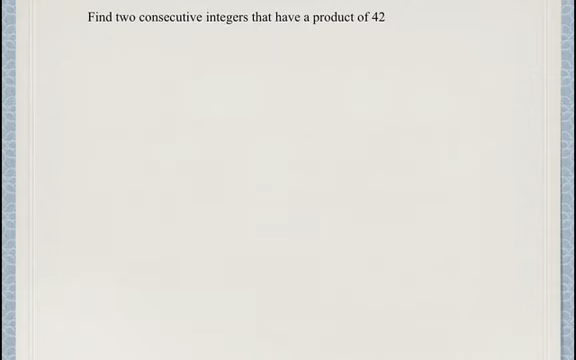 Find two consecutive integers that have a product of 42